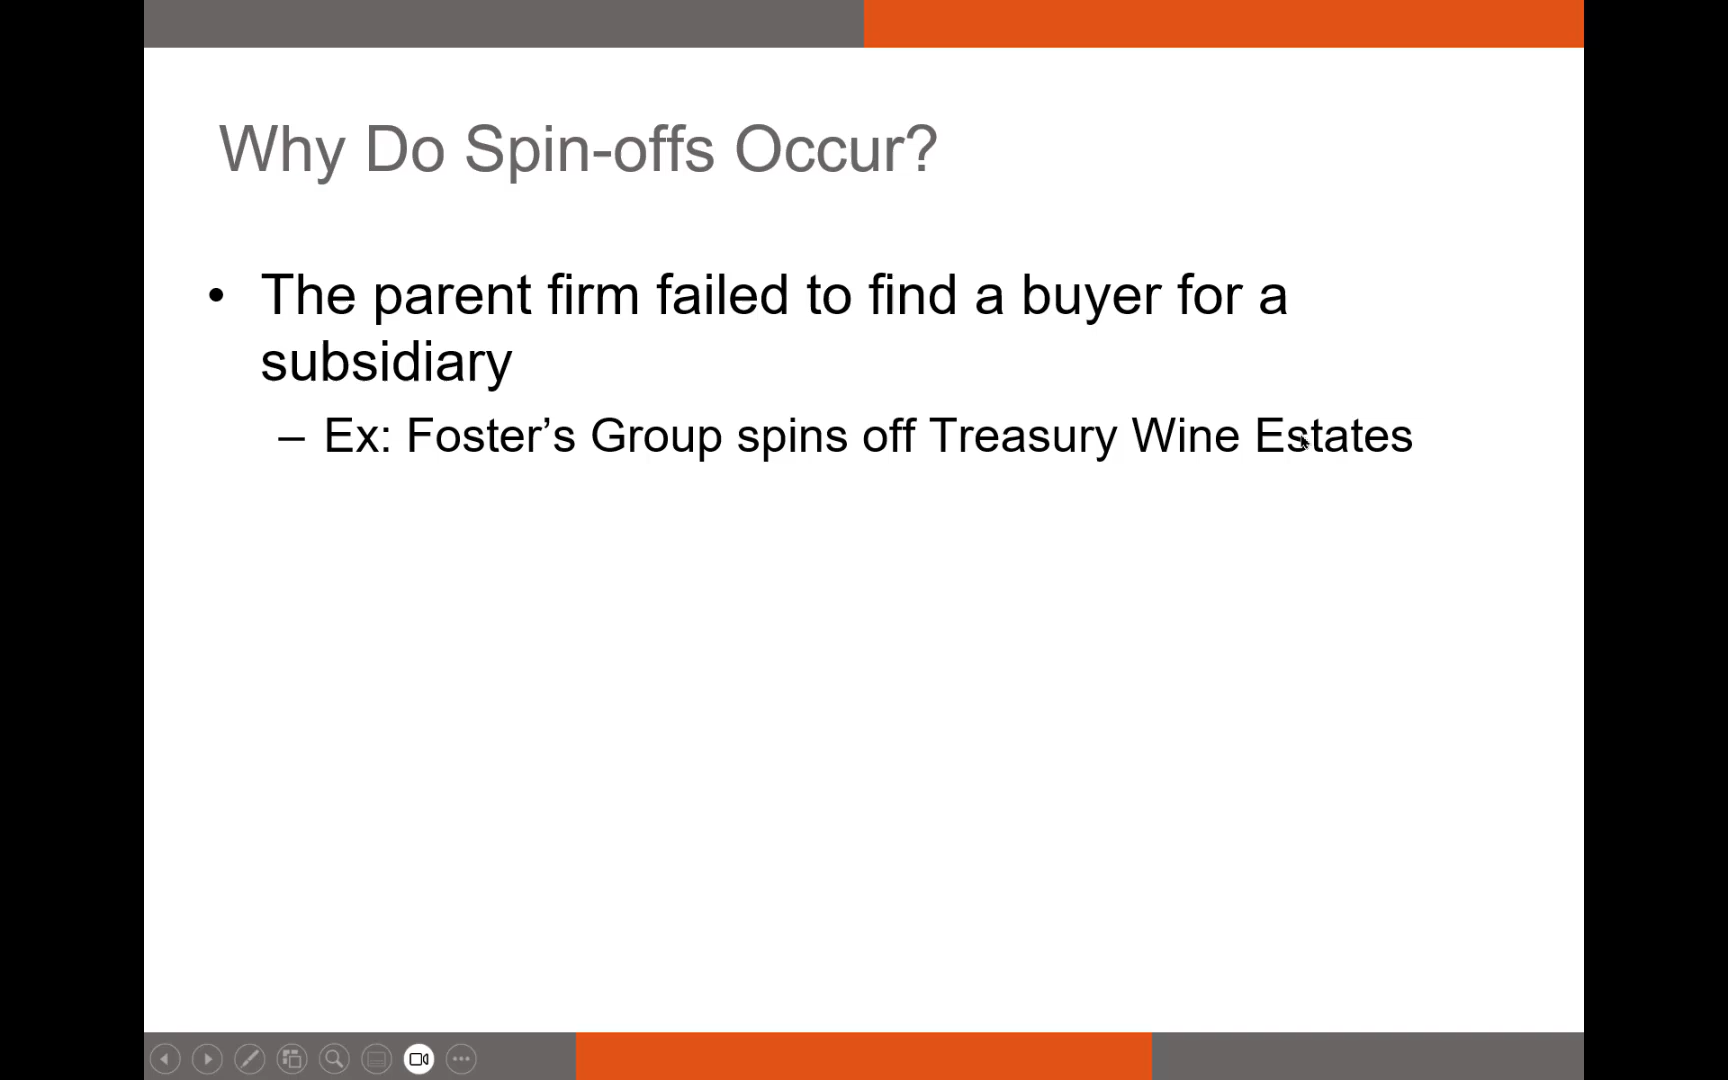 Why Do Spin-offs Occur?
• The parent firm failed to find a buyer for a
subsidiary
– Ex: Foster’s Group spins off Treasury Wine Estates